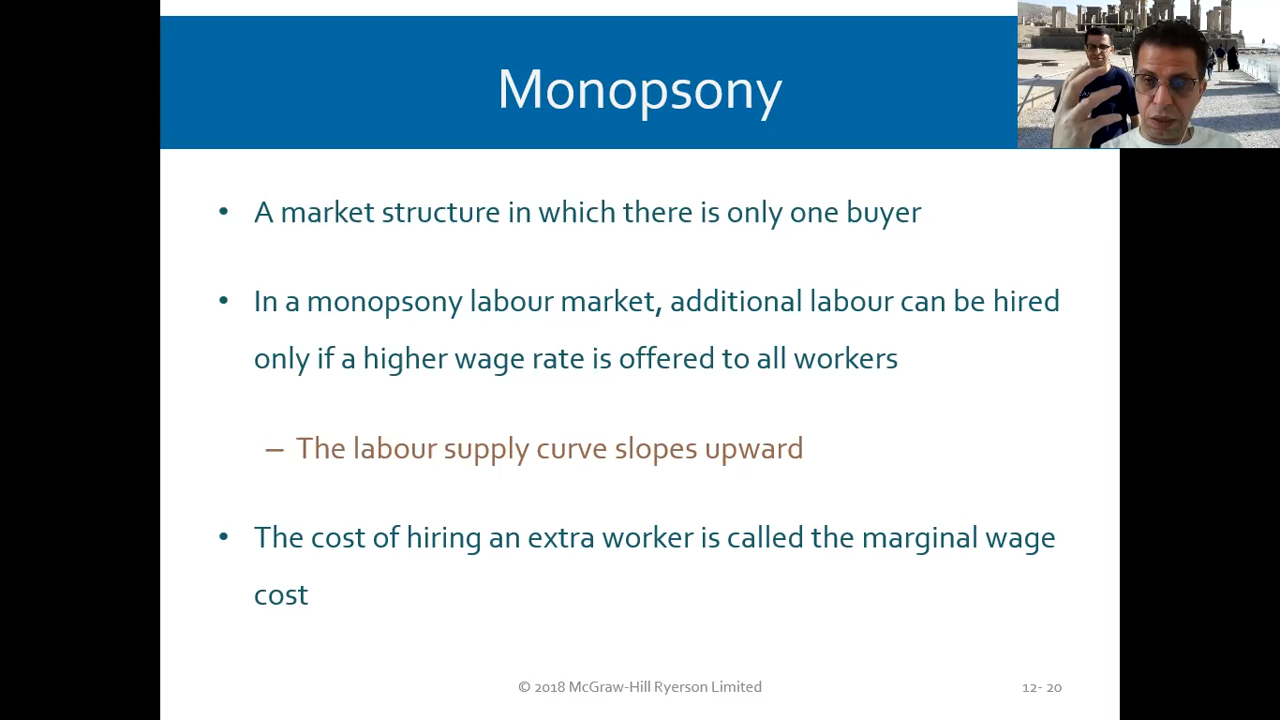 Monopsony
• A market structure in which there is only one buyer
• In a monopsony labour market, additional labour can be hired
only if a higher wage rate is offered to all workers
– The labour supply curve slopes upward
• The cost of hiring an extra worker is called the marginal wage
cost
© 2018 McGraw-Hill Ryerson Limited
12- 20